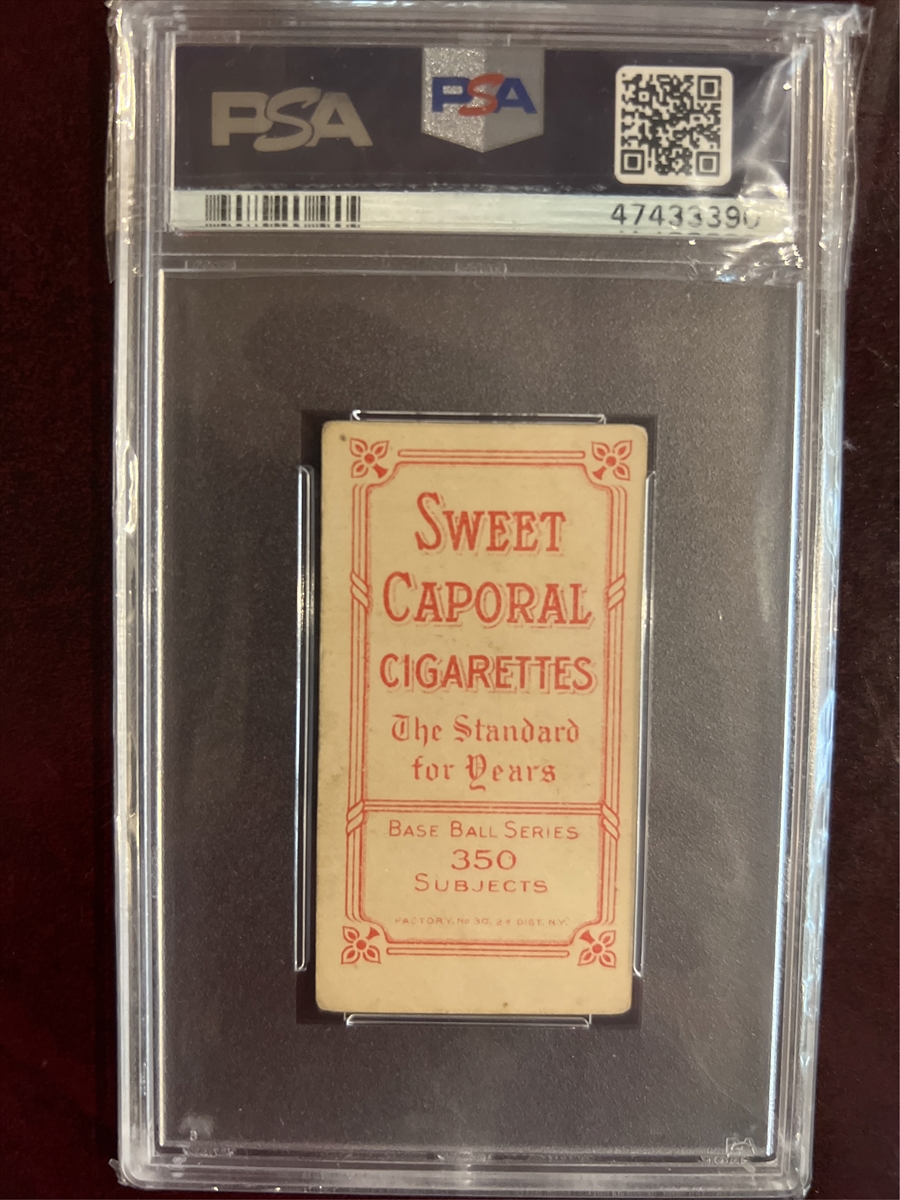 PSA PSA
47433390
SWEET
CAPORAL
CIGARETTES
The Standard
for Years
BASE BALL SERIES
350
SUBJECTS
FACTORY, No 30, 2d DIST. N.Y.